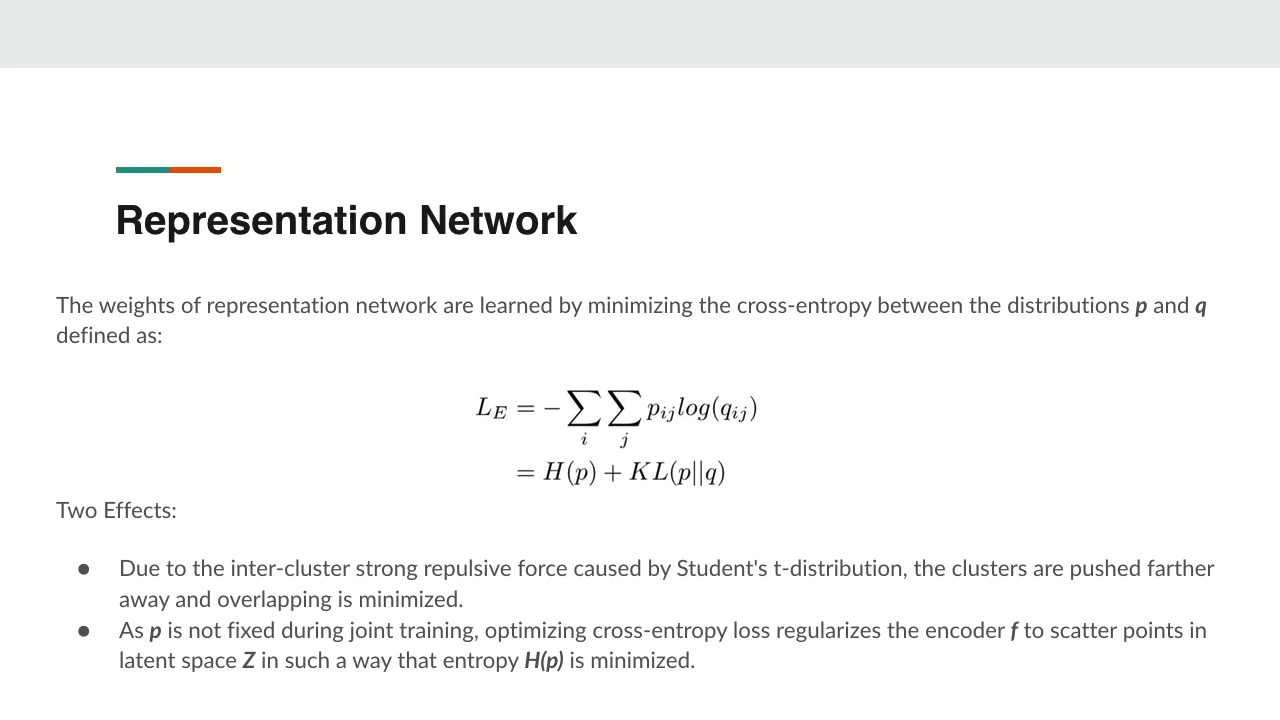 Representation Network
The weights of representation network are learned by minimizing the cross-entropy between the distributions p and q
defined as:
L_E = − ∑_i ∑_j p_{ij} log(q_{ij})
= H(p) + KL(p||q)
Two Effects:
● Due to the inter-cluster strong repulsive force caused by Student's t-distribution, the clusters are pushed farther
away and overlapping is minimized.
● As p is not fixed during joint training, optimizing cross-entropy loss regularizes the encoder f to scatter points in
latent space Z in such a way that entropy H(p) is minimized.